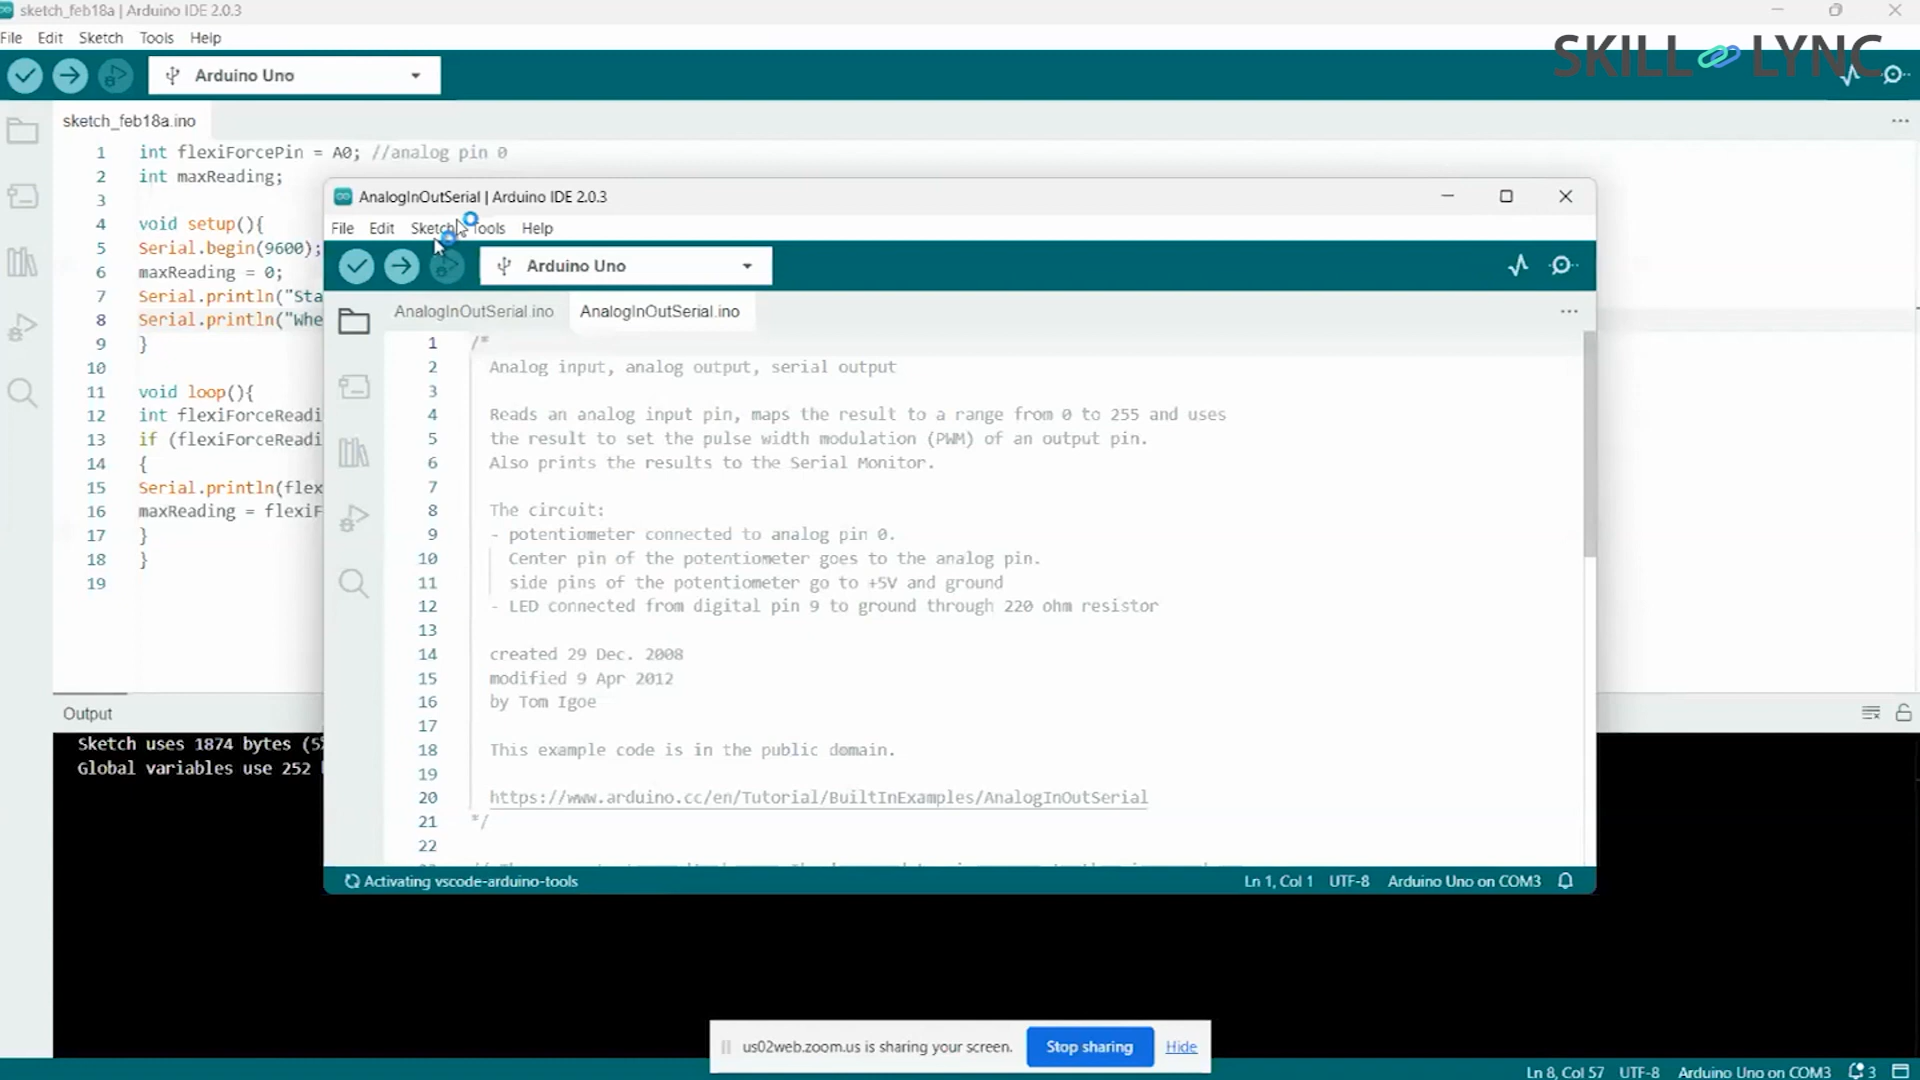 sketch_feb18a | Arduino IDE 2.0.3
File Edit Sketch Tools Help
SKILL LYNC
Arduino Uno
sketch_feb18a.ino
1 int flexiForcePin = A0; //analog pin 0
2 int maxReading;
3
4 void setup(){
5 Serial.begin(9600);
6 maxReading = 0;
7 Serial.println("Sta
8 Serial.println("Whe
9 }
10
11 void loop(){
12 int flexiForceReadi
13 if (flexiForceReadi
14 {
15 Serial.println(flex
16 maxReading = flexiF
17 }
18 }
19
Output
Sketch uses 1874 bytes (5%
Global variables use 252
AnalogInOutSerial | Arduino IDE 2.0.3
File Edit Sketch Tools Help
Arduino Uno
AnalogInOutSerial.ino AnalogInOutSerial.ino
1 /*
2 Analog input, analog output, serial output
3
4 Reads an analog input pin, maps the result to a range from 0 to 255 and uses
5 the result to set the pulse width modulation (PWM) of an output pin.
6 Also prints the results to the Serial Monitor.
7
8 The circuit:
9 - potentiometer connected to analog pin 0.
10 Center pin of the potentiometer goes to the analog pin.
11 side pins of the potentiometer go to +5V and ground
12 - LED connected from digital pin 9 to ground through 220 ohm resistor
13
14 created 29 Dec. 2008
15 modified 9 Apr 2012
16 by Tom Igoe
17
18 This example code is in the public domain.
19
20 https://www.arduino.cc/en/Tutorial/BuiltInExamples/AnalogInOutSerial
21 */
22
Activating vscode-arduino-tools Ln 1, Col 1 UTF-8 Arduino Uno on COM3
us02web.zoom.us is sharing your screen. Stop sharing Hide
Ln 8, Col 57 UTF-8 Arduino Uno on COM3 3